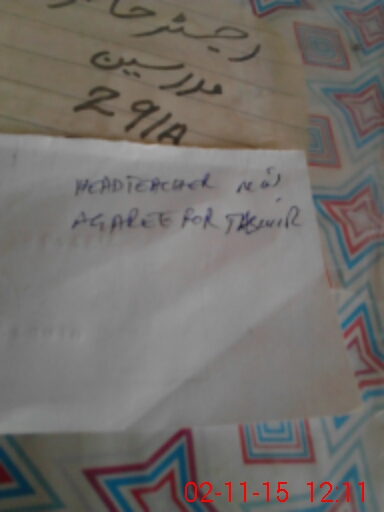 رجسٹر حاضری
مدرسین
291A
HEADTEACHER نے
AGAREE FOR TASWIR
02-11-15 12:11